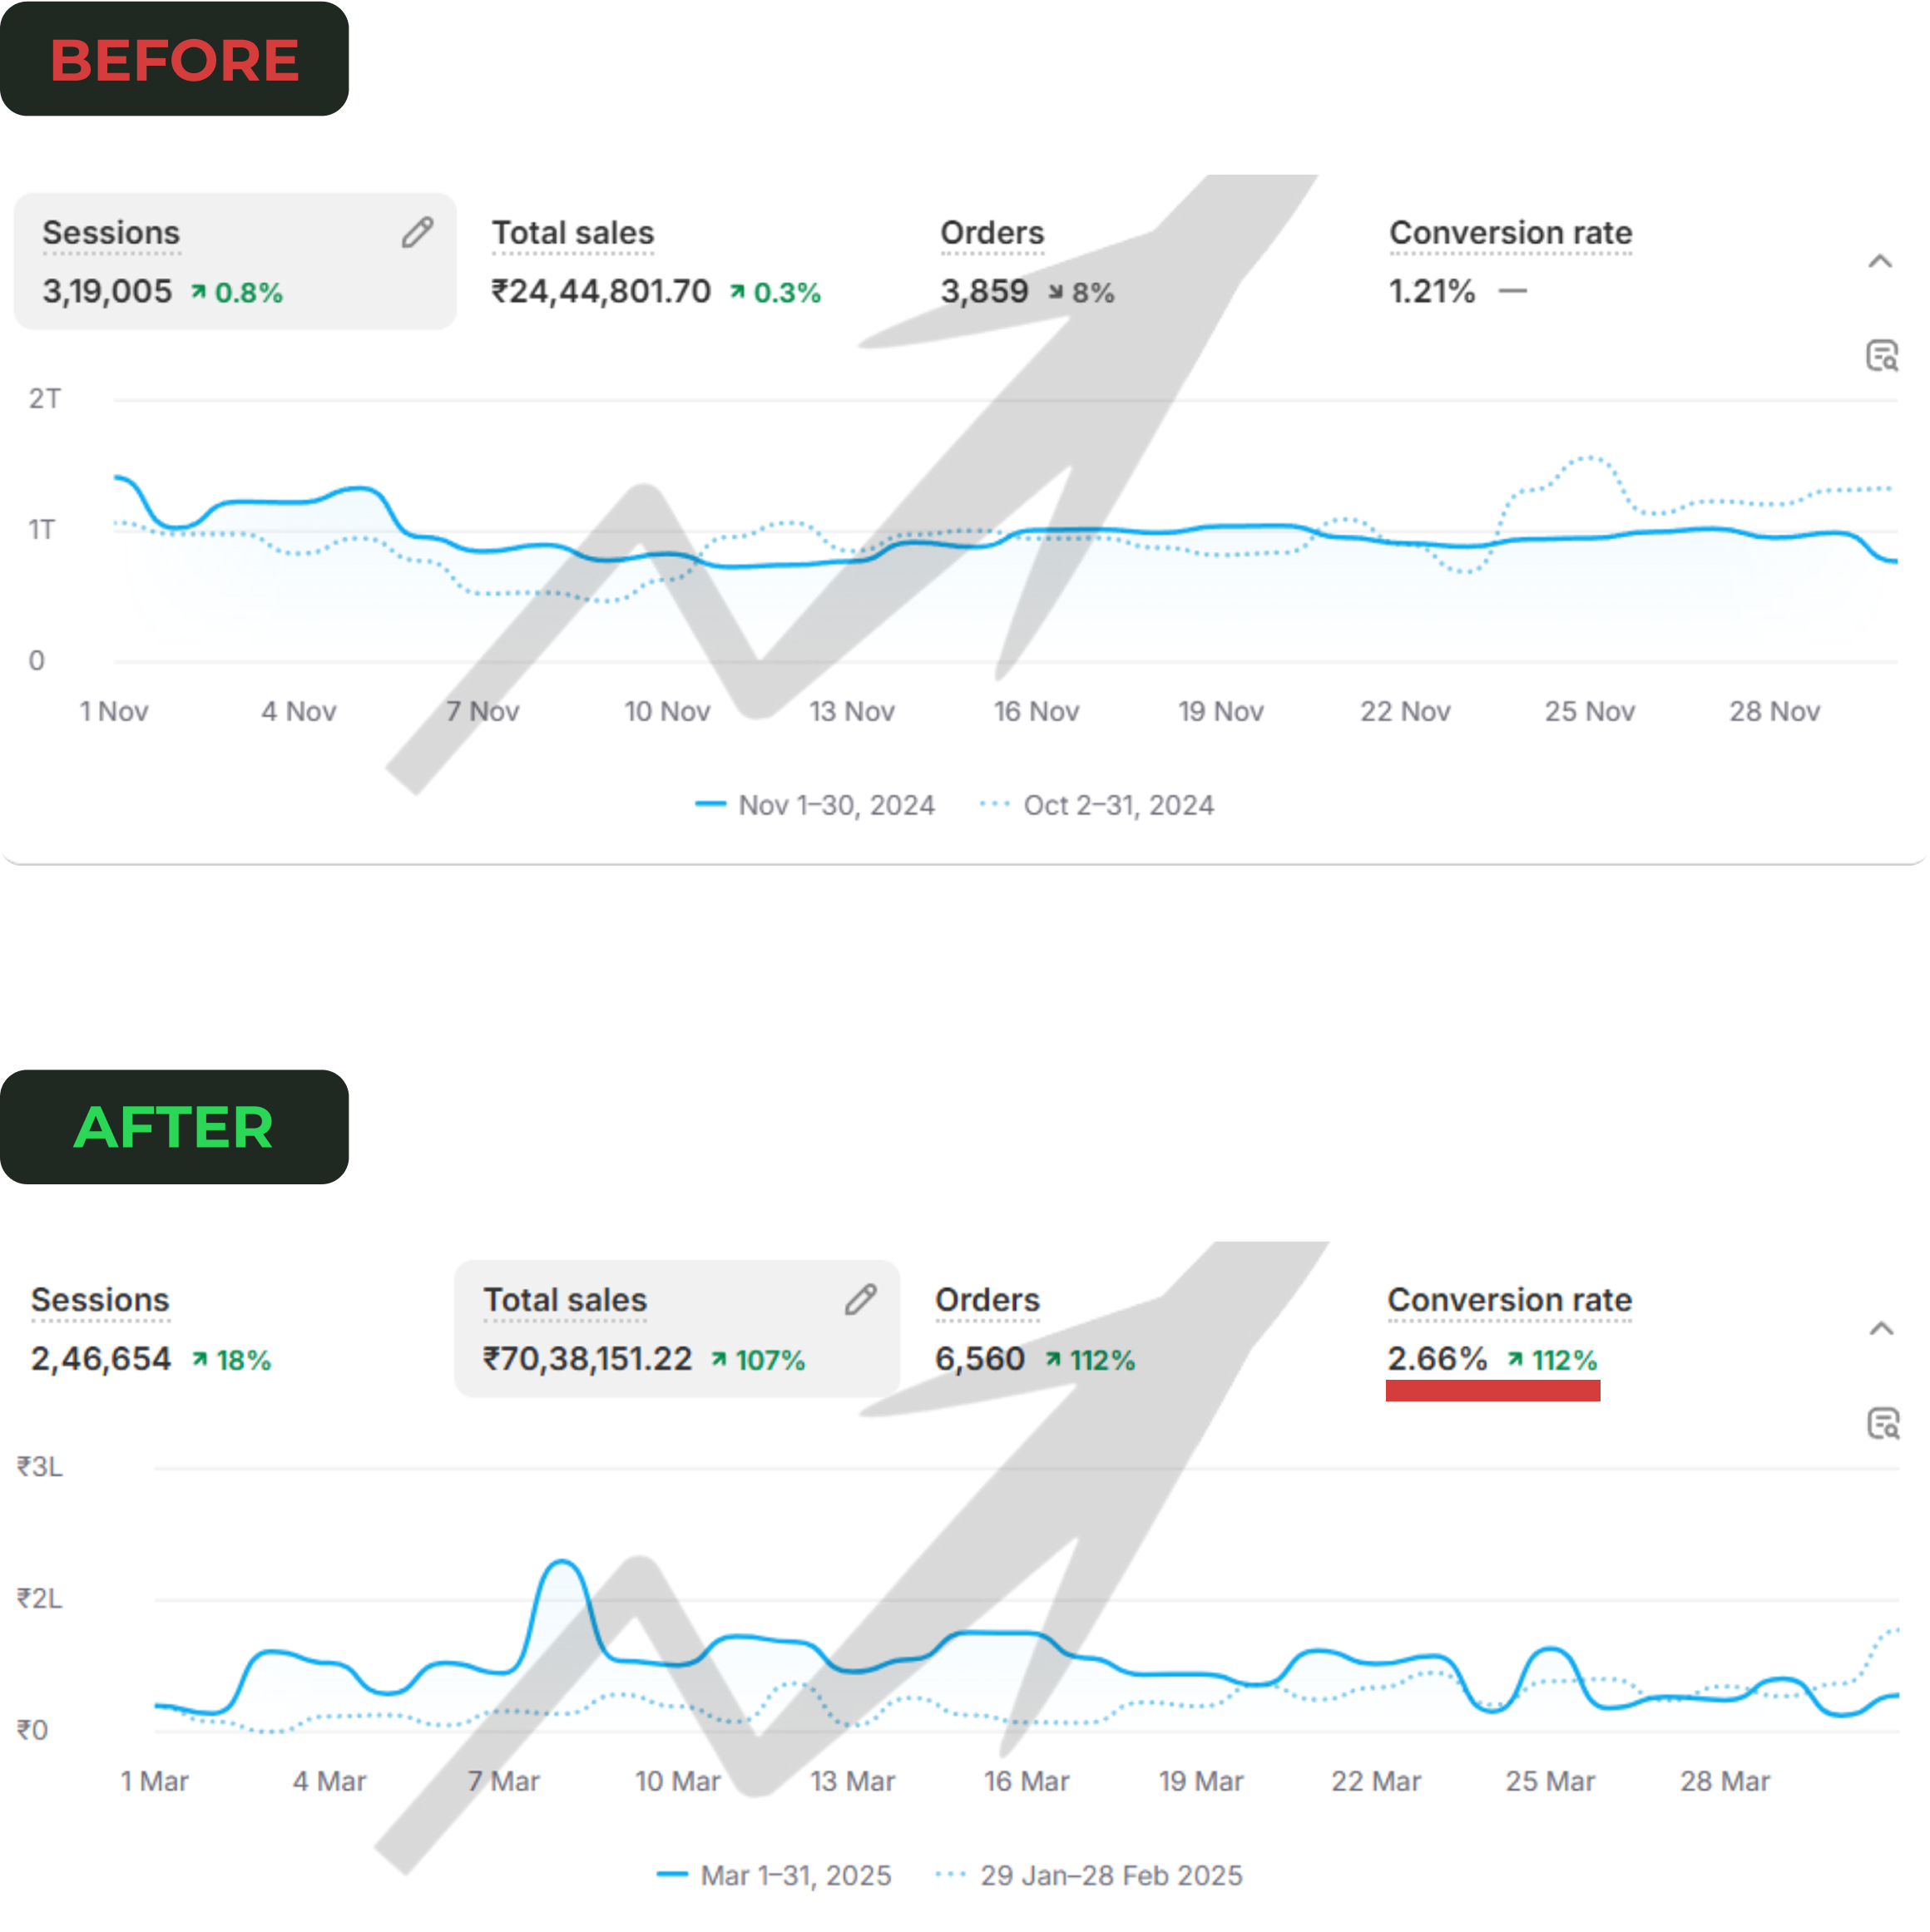 BEFORE
Sessions
3,19,005 0.8%
Total sales
₹24,44,801.70 0.3%
Orders
3,859 8%
Conversion rate
1.21% —
2T
1T
0
1 Nov 4 Nov 7 Nov 10 Nov 13 Nov 16 Nov 19 Nov 22 Nov 25 Nov 28 Nov
Nov 1–30, 2024 Oct 2–31, 2024
AFTER
Sessions
2,46,654 18%
Total sales
₹70,38,151.22 107%
Orders
6,560 112%
Conversion rate
2.66% 112%
₹3L
₹2L
₹0
1 Mar 4 Mar 7 Mar 10 Mar 13 Mar 16 Mar 19 Mar 22 Mar 25 Mar 28 Mar
Mar 1–31, 2025 29 Jan–28 Feb 2025